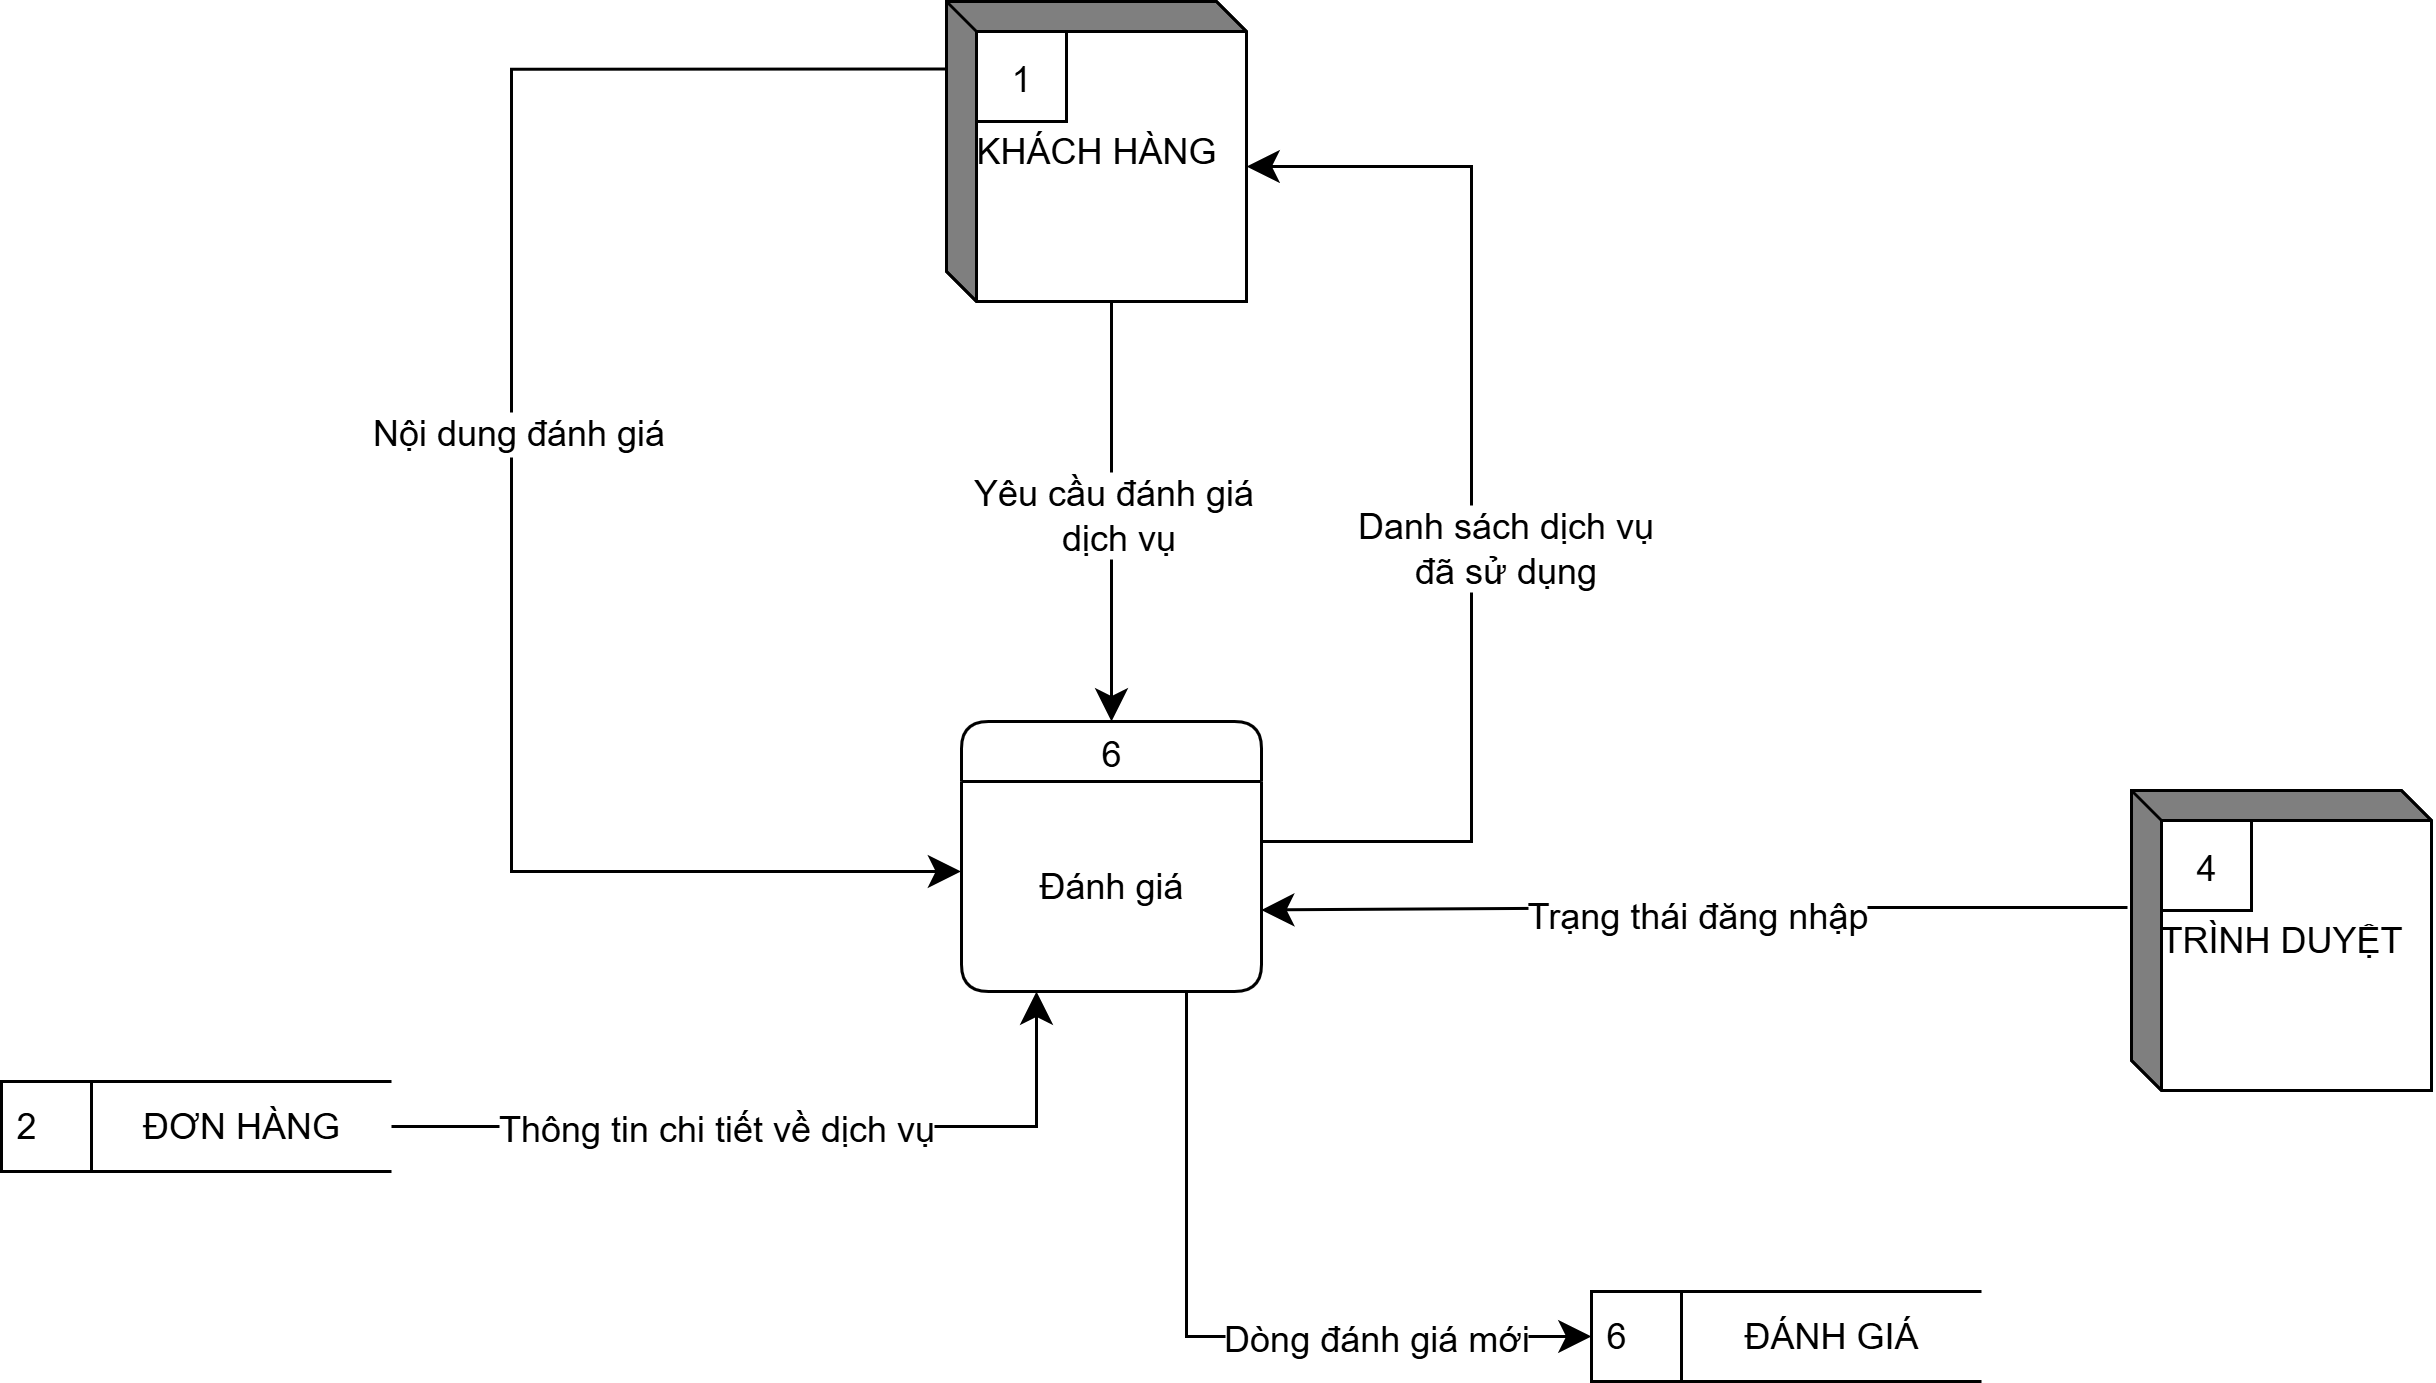 1
KHÁCH HÀNG
Nội dung đánh giá
Yêu cầu đánh giá
dịch vụ
Danh sách dịch vụ
đã sử dụng
6
Đánh giá
Trạng thái đăng nhập
4
TRÌNH DUYỆT
2
ĐƠN HÀNG
Thông tin chi tiết về dịch vụ
Dòng đánh giá mới
6
ĐÁNH GIÁ